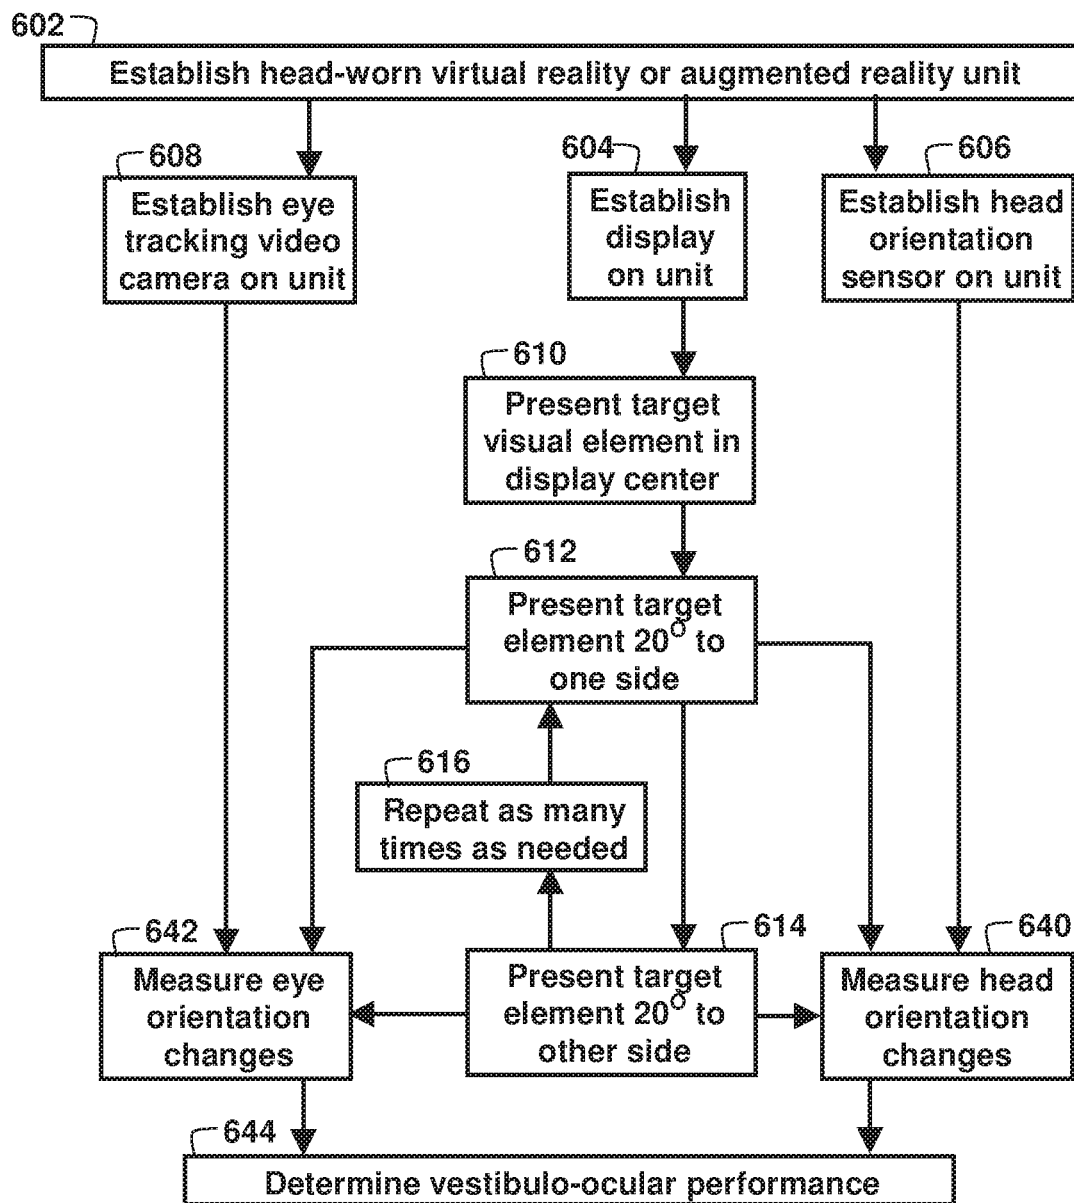 602
Establish head-worn virtual reality or augmented reality unit
608
Establish eye
tracking video
camera on unit
604
Establish
display
on unit
606
Establish head
orientation
sensor on unit
610
Present target
visual element in
display center
612
Present target
element 20° to
one side
616
Repeat as many
times as needed
642
Measure eye
orientation
changes
614
Present target
element 20° to
other side
640
Measure head
orientation
changes
644
Determine vestibulo-ocular performance